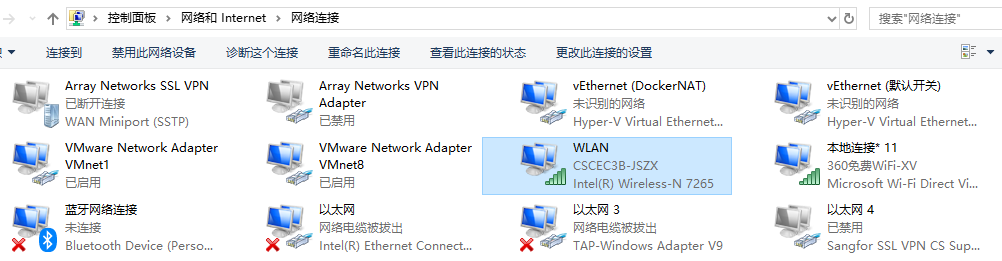 控制面板 > 网络和 Internet > 网络连接
搜索"网络连接"
连接到 禁用此网络设备 诊断这个连接 重命名此连接 查看此连接的状态 更改此连接的设置
Array Networks SSL VPN
已断开连接
WAN Miniport (SSTP)
Array Networks VPN
Adapter
已禁用
vEthernet (DockerNAT)
未识别的网络
Hyper-V Virtual Ethernet...
vEthernet (默认开关)
未识别的网络
Hyper-V Virtual Ethernet...
VMware Network Adapter
VMnet1
已启用
VMware Network Adapter
VMnet8
已启用
WLAN
CSCEC3B-JSZX
Intel(R) Wireless-N 7265
本地连接* 11
360免费WiFi-XV
Microsoft Wi-Fi Direct Vi...
蓝牙网络连接
未连接
Bluetooth Device (Perso...
以太网
网络电缆被拔出
Intel(R) Ethernet Connect...
以太网 3
网络电缆被拔出
TAP-Windows Adapter V9
以太网 4
已禁用
Sangfor SSL VPN CS Sup...